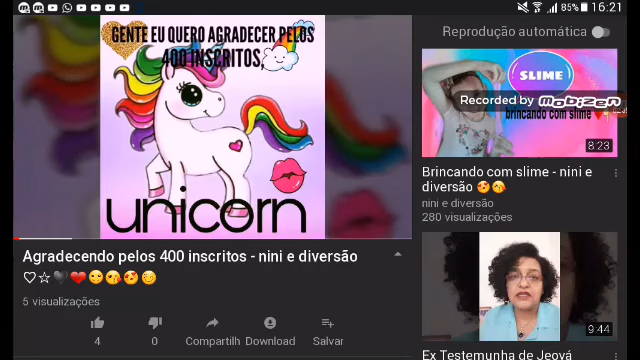 85% 16:21
GENTE EU QUERO AGRADECER PELOS
400 INSCRITOS,
unicorn
Agradecendo pelos 400 inscritos - nini e diversão
5 visualizações
4
0
Compartilh
Download
Salvar
Reprodução automática
SLIME
Recorded by MOBIZEN
brincando com slime
8:23
Brincando com slime - nini e
diversão
nini e diversão
280 visualizações
9:44
Ex Testemunha de Jeová